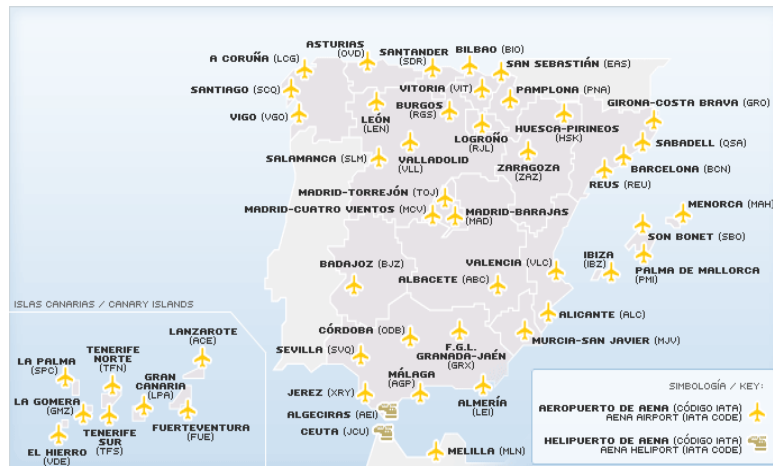 ASTURIAS
(OVD)
SANTANDER
(SDR)
BILBAO (BIO)
A CORUÑA (LCG)
SAN SEBASTIÁN (EAS)
SANTIAGO (SCQ)
VITORIA (VIT)
PAMPLONA (PNA)
GIRONA-COSTA BRAVA (GRO)
BURGOS
(RGS)
VIGO (VGO)
LEÓN
(LEN)
HUESCA-PIRINEOS
(HSK)
LOGROÑO
(RJL)
SABADELL (QSA)
SALAMANCA (SLM)
VALLADOLID
(VLL)
ZARAGOZA
(ZAZ)
BARCELONA (BCN)
REUS (REU)
MADRID-TORREJÓN (TOJ)
MENORCA (MAH)
MADRID-CUATRO VIENTOS (MCV)
MADRID-BARAJAS
(MAD)
SON BONET (SBO)
BADAJOZ (BJZ)
VALENCIA (VLC)
IBIZA
(IBZ)
PALMA DE MALLORCA
(PMI)
ALBACETE (ABC)
ISLAS CANARIAS / CANARY ISLANDS
ALICANTE (ALC)
LANZAROTE
(ACE)
CÓRDOBA (ODB)
MURCIA-SAN JAVIER (MJV)
F.G.L.
GRANADA-JAÉN
(GRX)
TENERIFE
NORTE
(TFN)
SEVILLA (SVQ)
LA PALMA
(SPC)
GRAN
CANARIA
(LPA)
MÁLAGA
(AGP)
SIMBOLOGÍA / KEY:
JEREZ (XRY)
ALMERÍA
(LEI)
LA GOMERA
(GMZ)
AEROPUERTO DE AENA (CÓDIGO IATA)
AENA AIRPORT (IATA CODE)
ALGECIRAS (AEI)
FUERTEVENTURA
(FUE)
TENERIFE
SUR
(TFS)
CEUTA (JCU)
HELIPUERTO DE AENA (CÓDIGO IATA)
AENA HELIPORT (IATA CODE)
EL HIERRO
(VDE)
MELILLA (MLN)